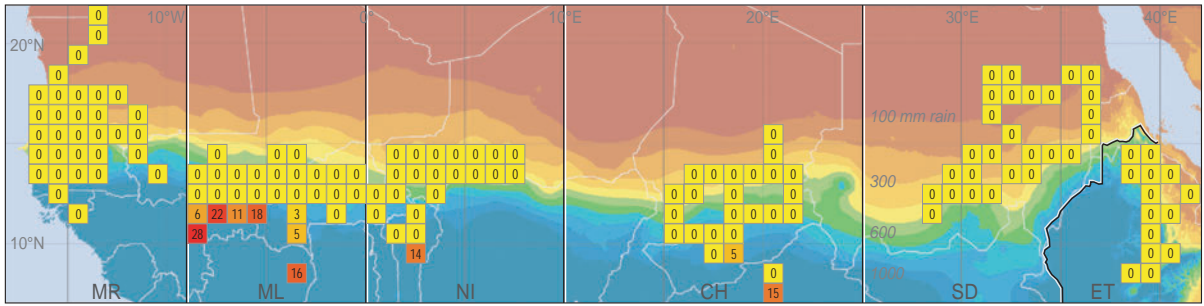 0 10°W 0° 10°E 20°E 30°E 40°E
0
20°N
0
0 0 0 0 0
0 0 0 0 0 0 0 0 0 0
0 0 0 0 0 100 mm rain 0 0
0 0 0 0 0 0 0 0 0
0 0 0 0 0 0 0 0 0 0 0 0 0 0 0 0 0 0 0 0 0 0 0
0 0 0 0 0 0 0 0 0 0 0 0 0 0 0 0 0 0 0 0 0 0 0 0 0 0 0 300 0 0 0 0 0 0
0 0 0 0 0 0 0 0 0 0 0 0 0 0 0 0 0 0 0 0 0 0 0
0 6 22 11 18 3 0 0 0 0 0 0 0 0 0 0 0 0
28 5 0 0 0 0 0 0 600 0
10°N 14 0 5 0 0
16 0 1000 0 0
MR ML NI CH 15 SD ET